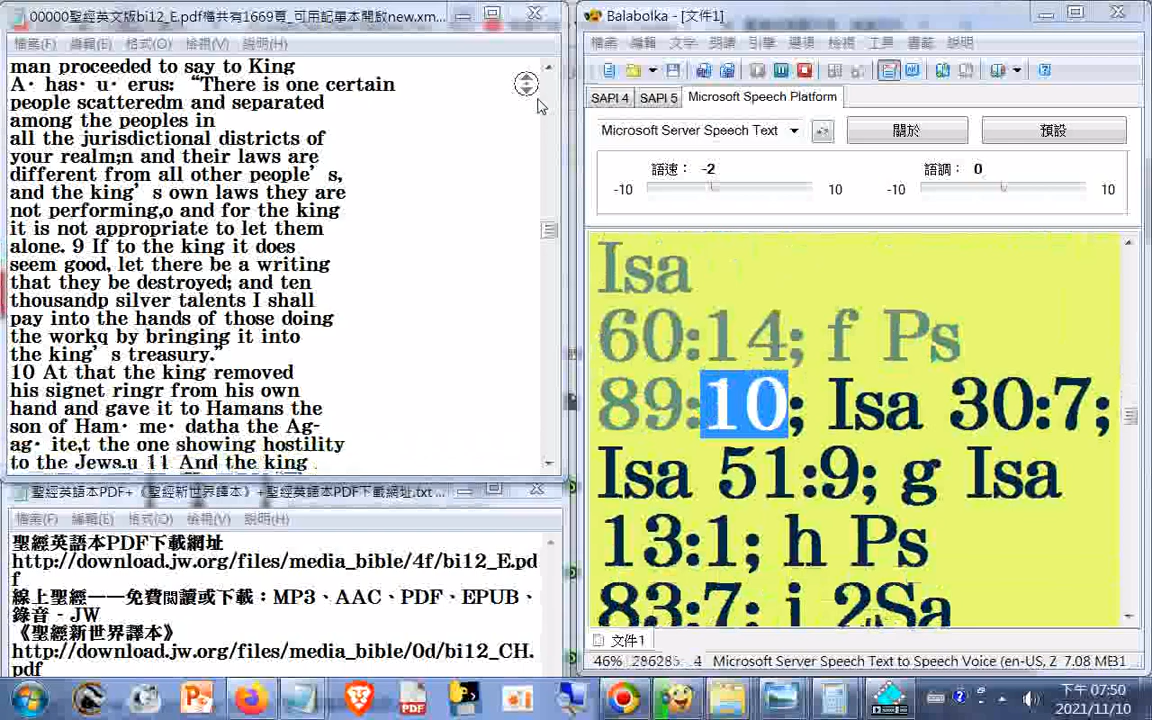 00000聖經英文版bi12_E.pdf檔共有1669頁_可用記事本開啟new.xm...
檔案(F) 編輯(E) 格式(O) 檢視(V) 說明(H)
man proceeded to say to King
A· has· u· erus: “There is one certain
people scatteredm and separated
among the peoples in
all the jurisdictional districts of
your realm;n and their laws are
different from all other people’s,
and the king’s own laws they are
not performing,o and for the king
it is not appropriate to let them
alone. 9 If to the king it does
seem good, let there be a writing
that they be destroyed; and ten
thousandp silver talents I shall
pay into the hands of those doing
the workq by bringing it into
the king’s treasury.”
10 At that the king removed
his signet ringr from his own
hand and gave it to Hamans the
son of Ham· me· datha the Ag-
ag· ite,t the one showing hostility
to the Jews.u 11 And the king
聖經英語本PDF+《聖經新世界譯本》+聖經英語本PDF下載網址.txt ...
檔案(F) 編輯(E) 格式(O) 檢視(V) 說明(H)
聖經英語本PDF下載網址
http://download.jw.org/files/media_bible/4f/bi12_E.pd
f
線上聖經——免費閱讀或下載：MP3、AAC、PDF、EPUB、
錄音 - JW
《聖經新世界譯本》
http://download.jw.org/files/media_bible/0d/bi12_CH.
pdf
Balabolka - [文件1]
檔案 編輯 文字 朗讀 引擎 選項 檢視 工具 書籤 說明
SAPI 4 SAPI 5 Microsoft Speech Platform
Microsoft Server Speech Text 關於 預設
語速： -2 語調： 0
-10 10 -10 10
Isa
60:14; f Ps
89:10; Isa 30:7;
Isa 51:9; g Isa
13:1; h Ps
83:7; i 2Sa
文件1
46% Microsoft Server Speech Text to Speech Voice (en-US, Z 7.08 MB
PDF
下午 07:50
2021/11/10